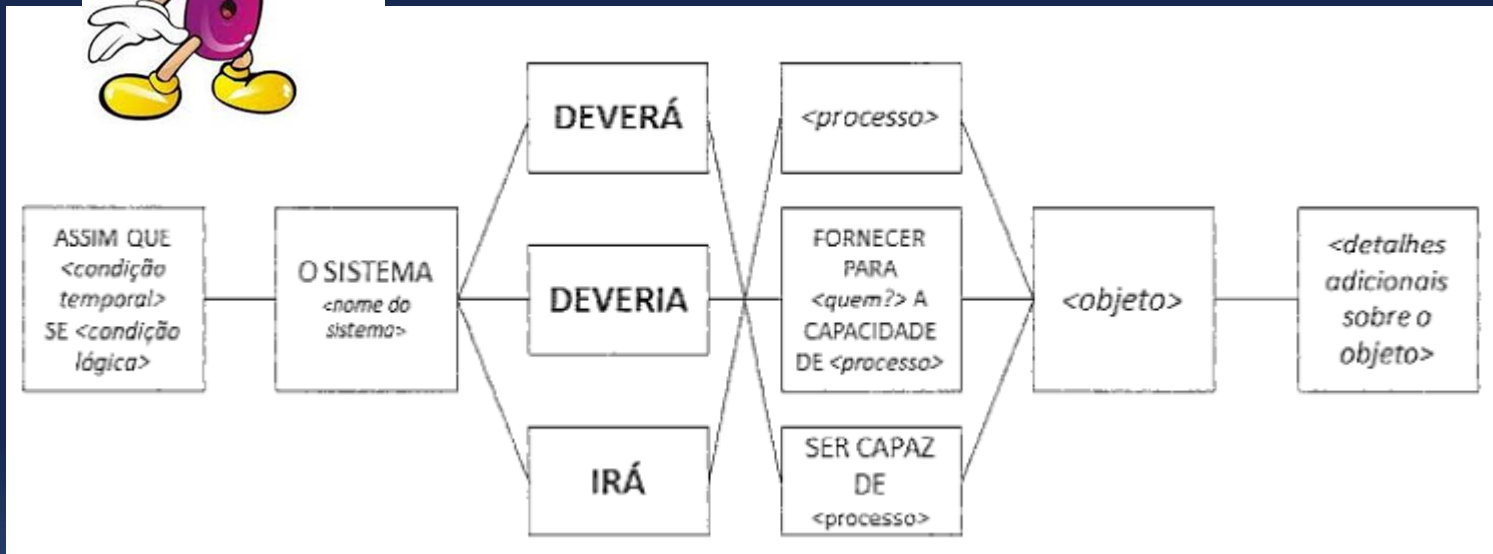 ASSIM QUE
<condição
temporal>
SE <condição
lógica>
O SISTEMA
<nome do
sistema>
DEVERÁ
DEVERIA
IRÁ
<processo>
FORNECER
PARA
<quem?> A
CAPACIDADE
DE <processo>
SER CAPAZ
DE
<processo>
<objeto>
<detalhes
adicionais
sobre o
objeto>